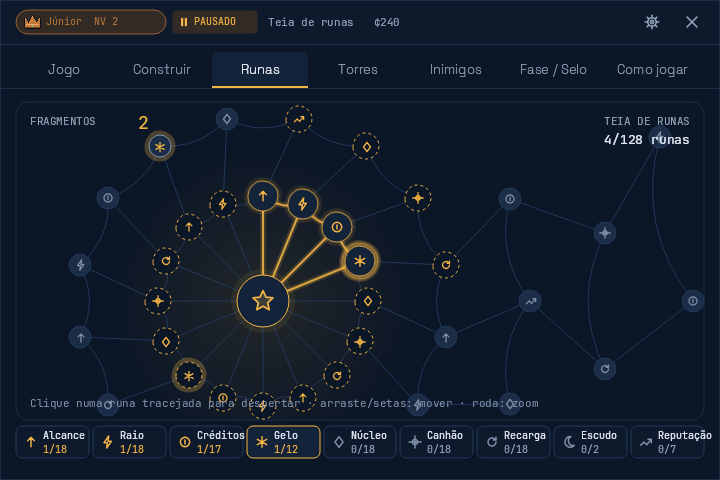 Júnior NV 2
PAUSADO
Teia de runas $240
Jogo
Construir
Runas
Torres
Inimigos
Fase / Selo
Como jogar
FRAGMENTOS 2
TEIA DE RUNAS
4/128 runas
Clique numa runa tracejada para despertar · arraste/setas: mover · roda: zoom
Alcance
1/18
Raio
1/18
Créditos
1/17
Gelo
1/12
Núcleo
0/18
Canhão
0/18
Recarga
0/18
Escudo
0/2
Reputação
0/7